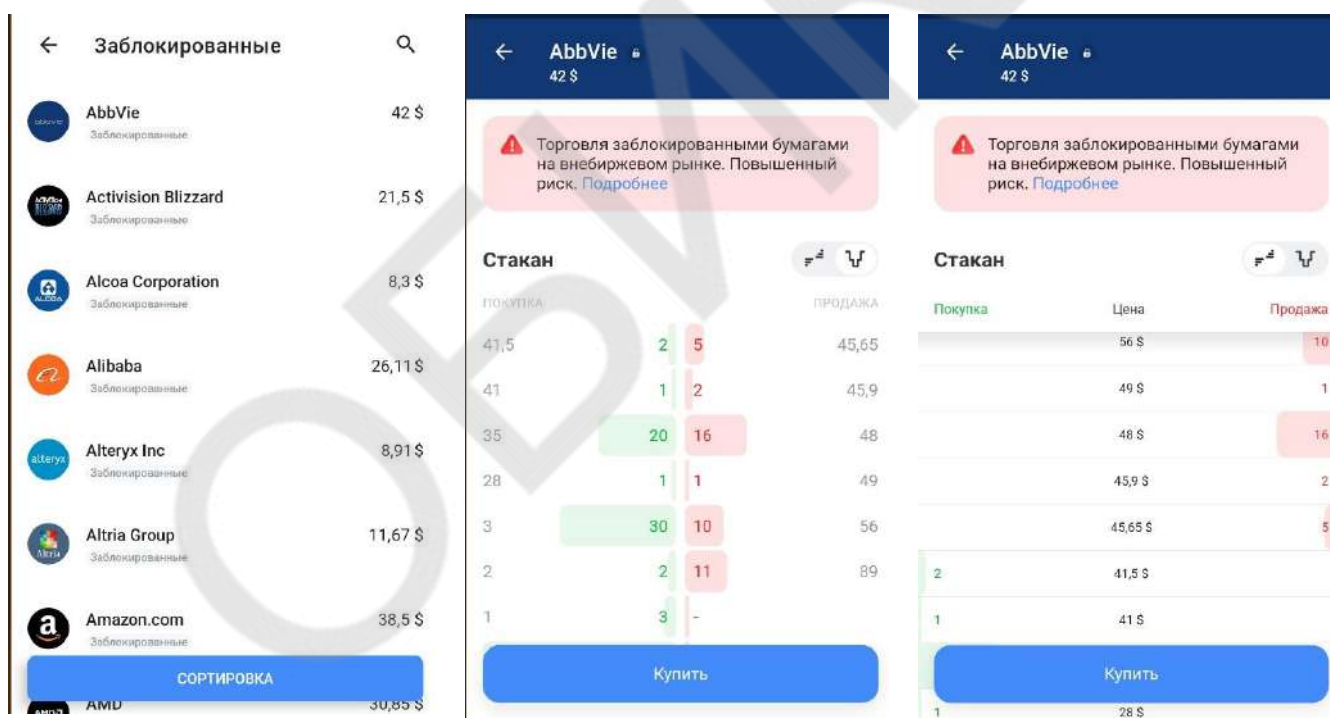 Заблокированные
AbbVie
42 $
Заблокированные
Activision Blizzard
21,5 $
Заблокированные
Alcoa Corporation
8,3 $
Заблокированные
Alibaba
26,11 $
Заблокированные
alteryx
Alteryx Inc
8,91 $
Заблокированные
Altria
Altria Group
11,67 $
Заблокированные
a
Amazon.com
38,5 $
Заблокированные
СОРТИРОВКА
AMD
30,85 $
AbbVie
42 $
Торговля заблокированными бумагами
на внебиржевом рынке. Повышенный
риск. Подробнее
Стакан
ПОКУПКА ПРОДАЖА
41,5 2 5 45,65
41 1 2 45,9
35 20 16 48
28 1 1 49
3 30 10 56
2 2 11 89
1 3 -
Купить
AbbVie
42 $
Торговля заблокированными бумагами
на внебиржевом рынке. Повышенный
риск. Подробнее
Стакан
Покупка Цена Продажа
56 $ 10
49 $ 1
48 $ 16
45,9 $ 2
45,65 $ 5
2 41,5 $
1 41 $
Купить
1 28 $